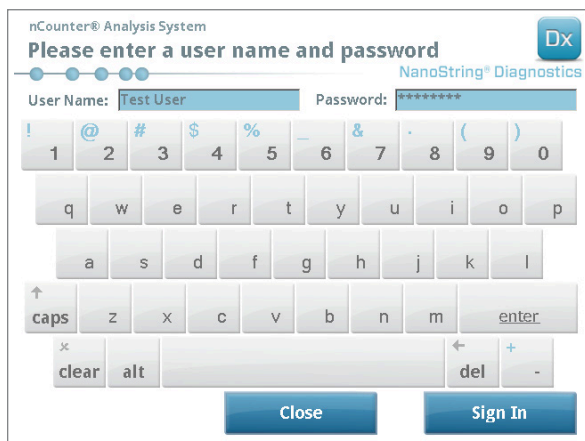 nCounter® Analysis System
Please enter a user name and password
Dx
NanoString® Diagnostics
User Name: Test User Password: ********
! @ # $ % _ & · ( )
1 2 3 4 5 6 7 8 9 0
q w e r t y u i o p
a s d f g h j k l
caps z x c v b n m enter
clear alt del + -
Close Sign In